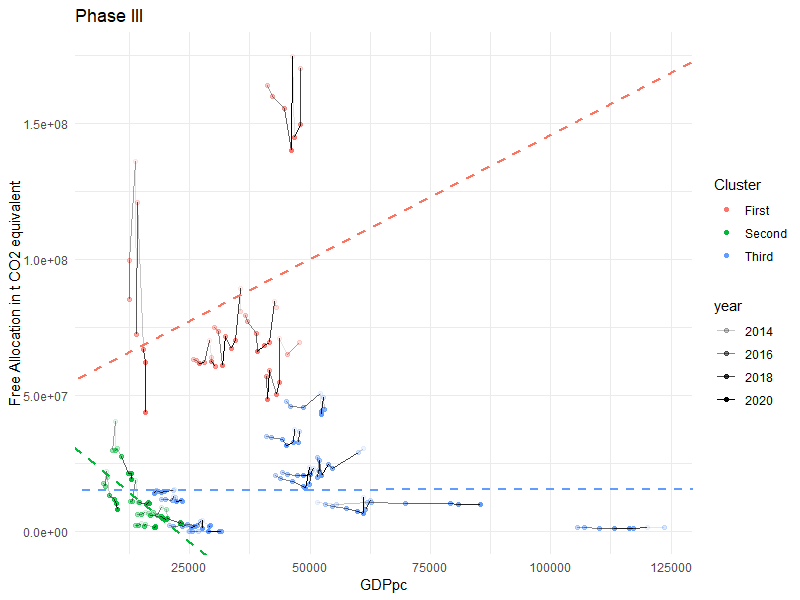 Phase III
Free Allocation in t CO2 equivalent
1.5e+08
1.0e+08
5.0e+07
0.0e+00
25000
50000
75000
100000
125000
GDPpc
Cluster
First
Second
Third
year
2014
2016
2018
2020